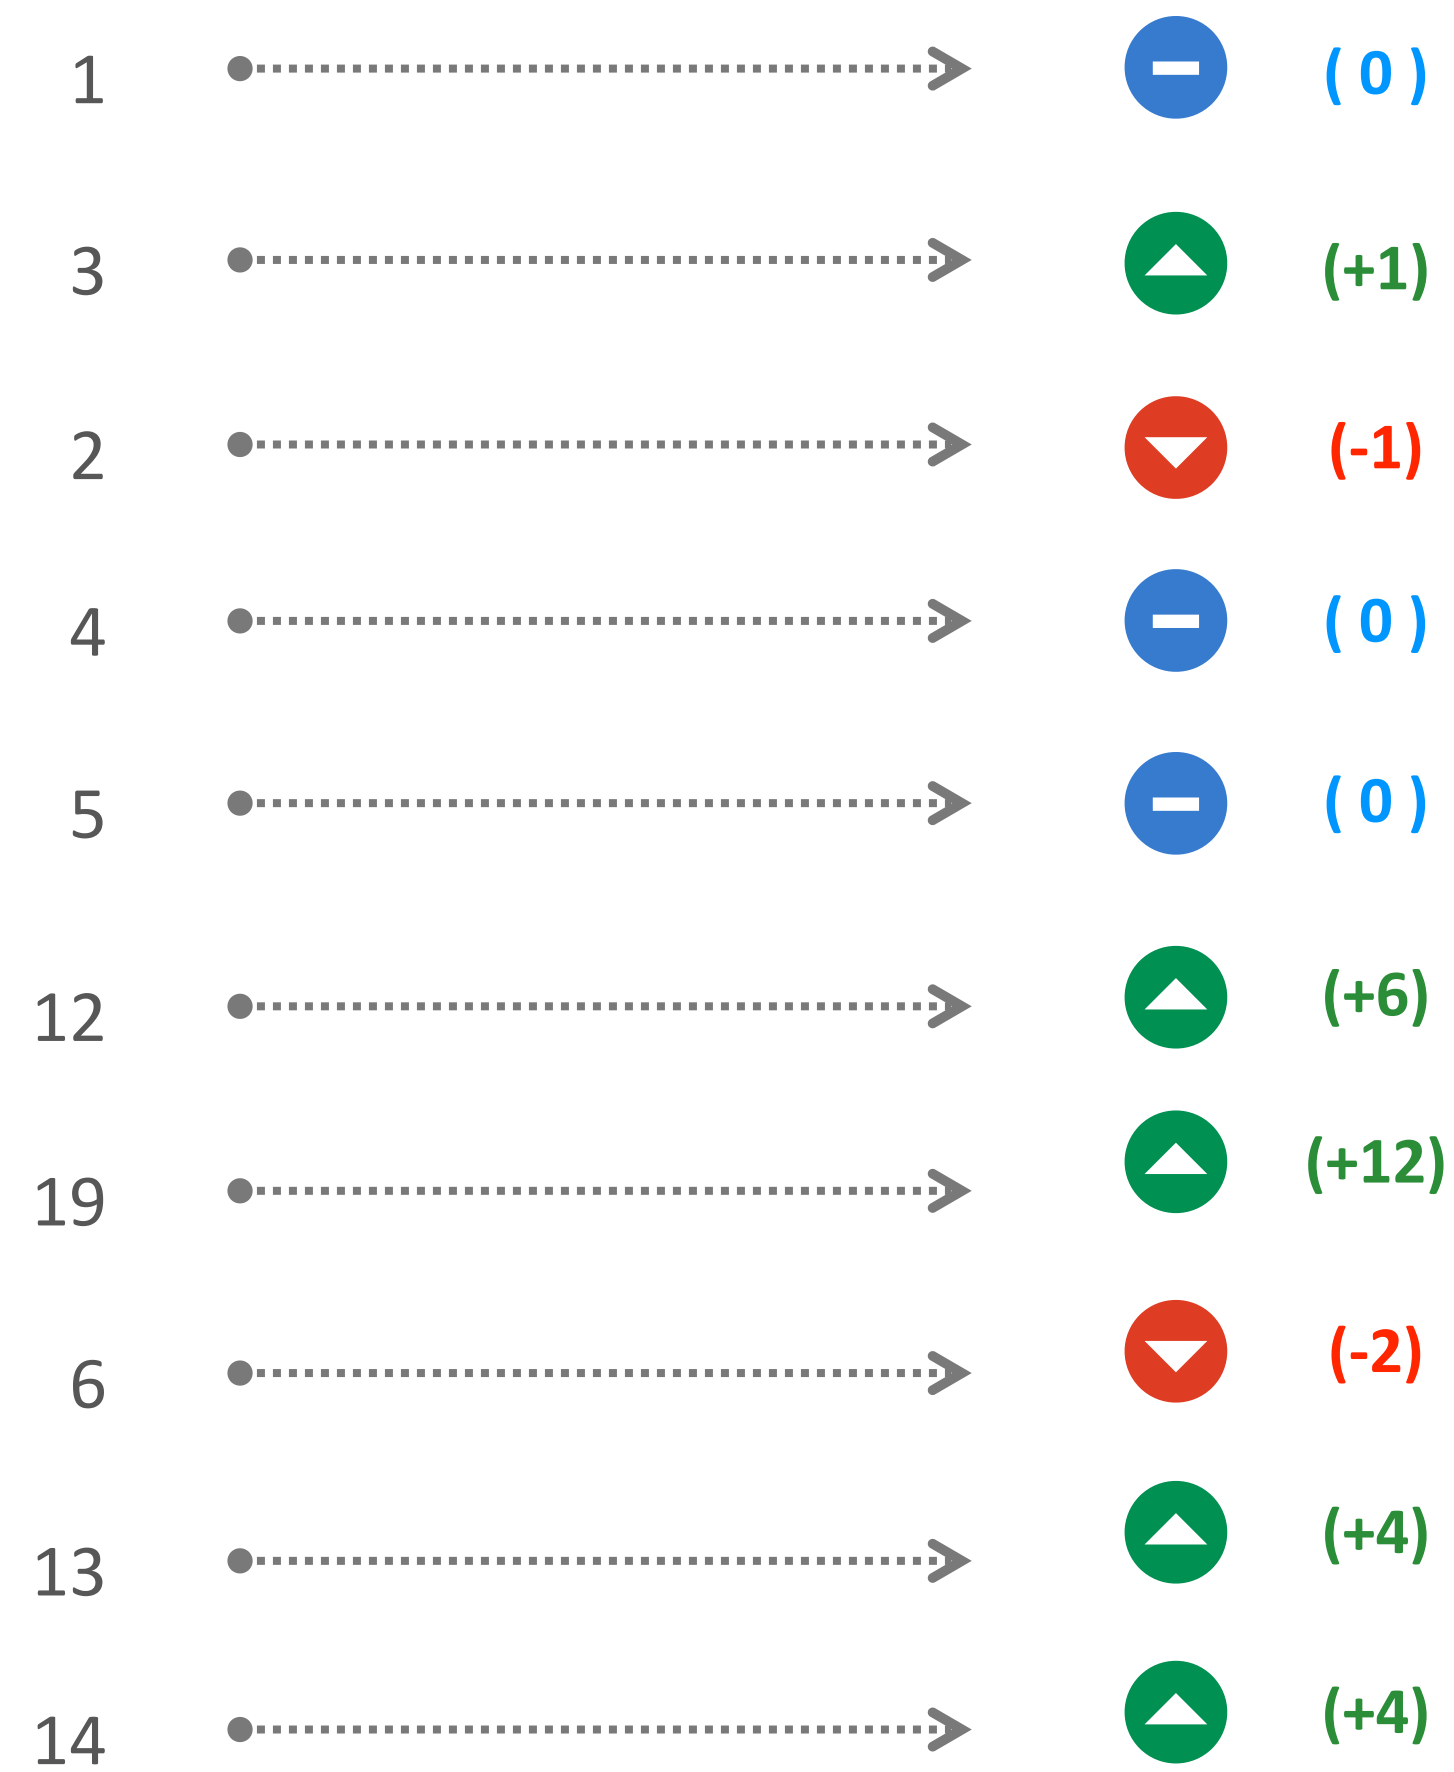 1 ( 0 )
3 (+1)
2 (-1)
4 ( 0 )
5 ( 0 )
12 (+6)
19 (+12)
6 (-2)
13 (+4)
14 (+4)